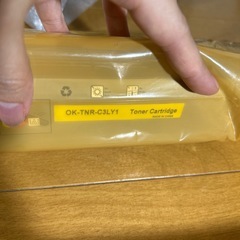 OK-TNR-C3LY1 Toner Cartridge